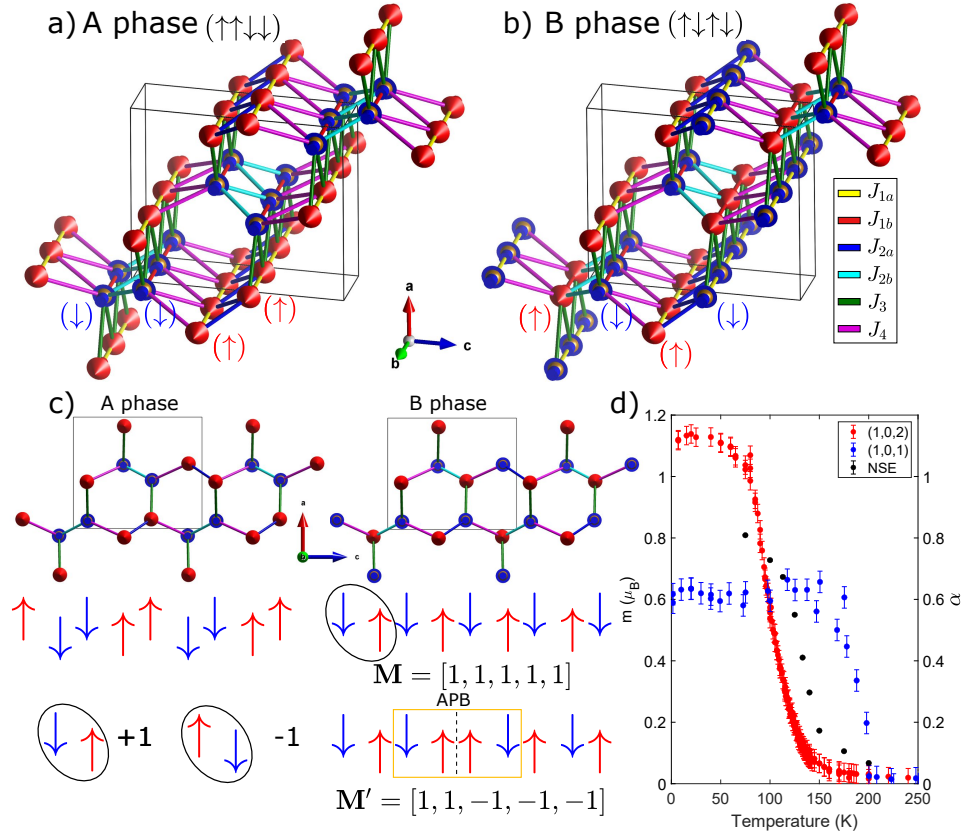 a) A phase (↑↑↓↓)
b) B phase (↑↓↑↓)
J1a
J1b
J2a
J2b
J3
J4
(↓) (↓) (↑) (↑)
(↑) (↓) (↑) (↓)
a
b
c
c)
A phase
B phase
a
b
c
M = [1, 1, 1, 1, 1]
APB
+1
-1
M′ = [1, 1, −1, −1, −1]
d)
1.2
1
0.8
0.6
0.4
0.2
0
m (μB)
(1,0,2)
(1,0,1)
NSE
1
0.8
0.6
0.4
0.2
0
α
0 50 100 150 200 250
Temperature (K)